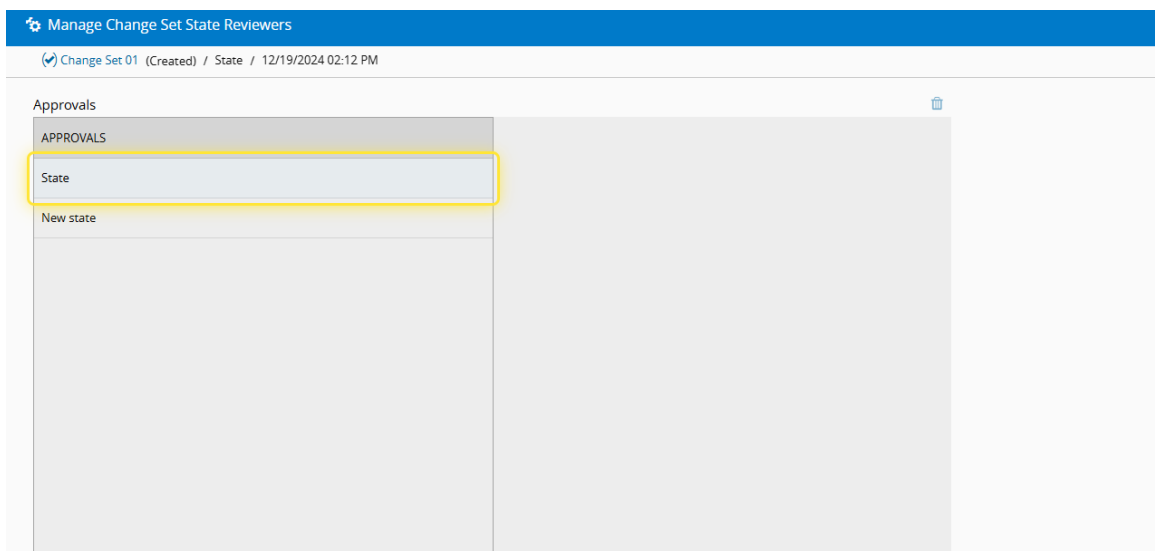 Manage Change Set State Reviewers
Change Set 01 (Created) / State / 12/19/2024 02:12 PM
Approvals
APPROVALS
State
New state